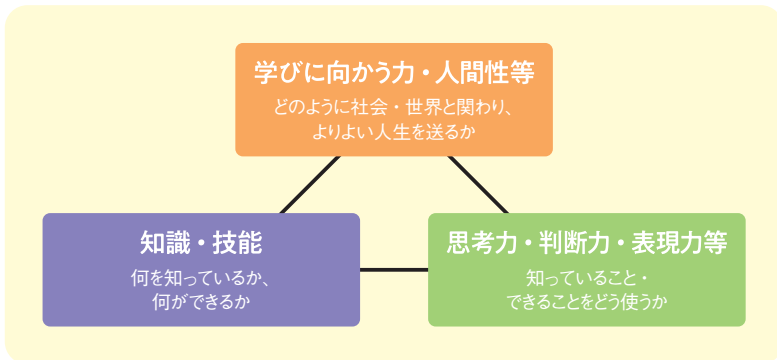 学びに向かう力・人間性等
どのように社会・世界と関わり、
よりよい人生を送るか
知識・技能
何を知っているか、
何ができるか
思考力・判断力・表現力等
知っていること・
できることをどう使うか